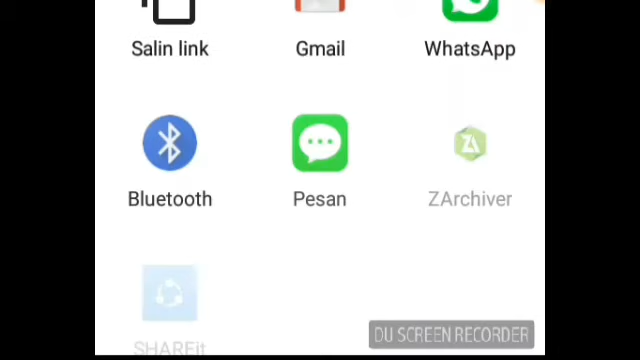 Salin link
Gmail
WhatsApp
Bluetooth
Pesan
ZArchiver
SHAREit
DU SCREEN RECORDER